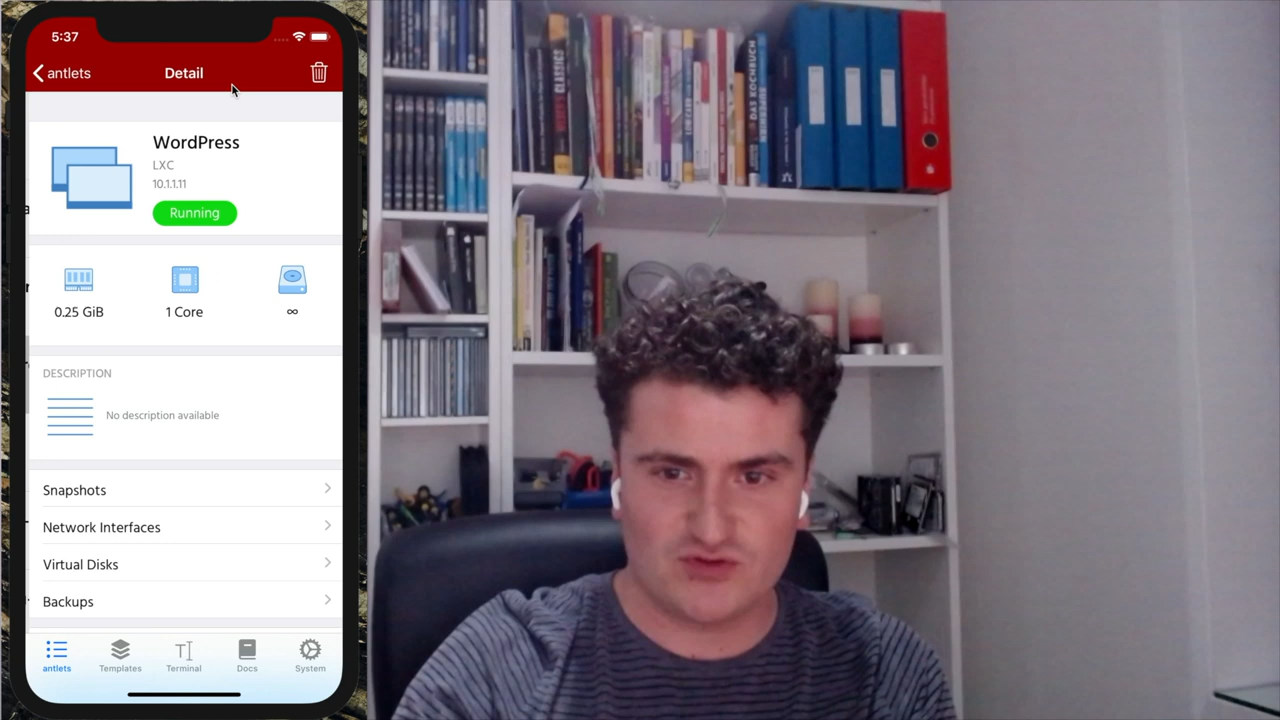 5:37
antlets
Detail
WordPress
LXC
10.1.1.11
Running
0.25 GiB
1 Core
∞
DESCRIPTION
No description available
Snapshots
Network Interfaces
Virtual Disks
Backups
antlets
Templates
Terminal
Docs
System
DAS KOCHBUCH